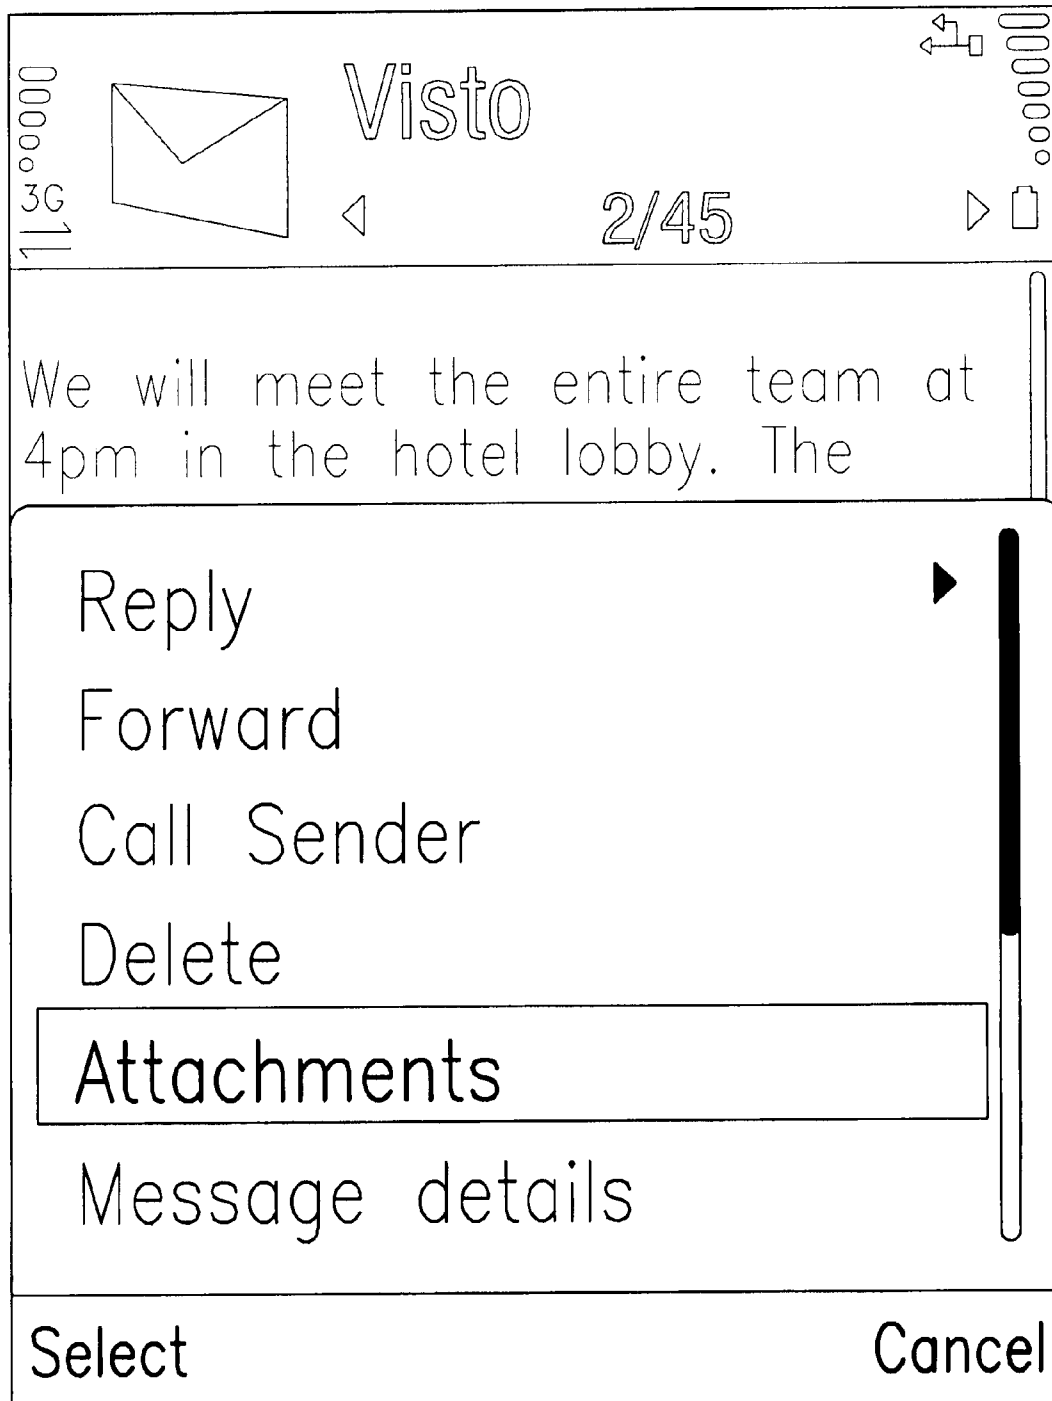 Visto
3G
2/45
We will meet the entire team at
4pm in the hotel lobby. The
Reply
Forward
Call Sender
Delete
Attachments
Message details
Select
Cancel